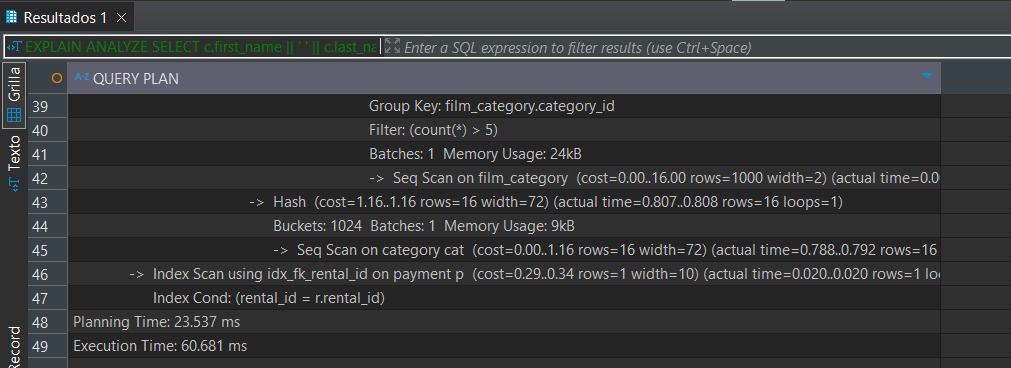 Resultados 1
EXPLAIN ANALYZE SELECT c.first_name || ' ' || c.last_na
Enter a SQL expression to filter results (use Ctrl+Space)
Grilla
Texto
Record
A-Z QUERY PLAN
39 Group Key: film_category.category_id
40 Filter: (count(*) > 5)
41 Batches: 1 Memory Usage: 24kB
42 -> Seq Scan on film_category (cost=0.00..16.00 rows=1000 width=2) (actual time=0.0
43 -> Hash (cost=1.16..1.16 rows=16 width=72) (actual time=0.807..0.808 rows=16 loops=1)
44 Buckets: 1024 Batches: 1 Memory Usage: 9kB
45 -> Seq Scan on category cat (cost=0.00..1.16 rows=16 width=72) (actual time=0.788..0.792 rows=16
46 -> Index Scan using idx_fk_rental_id on payment p (cost=0.29..0.34 rows=1 width=10) (actual time=0.020..0.020 rows=1 loo
47 Index Cond: (rental_id = r.rental_id)
48 Planning Time: 23.537 ms
49 Execution Time: 60.681 ms